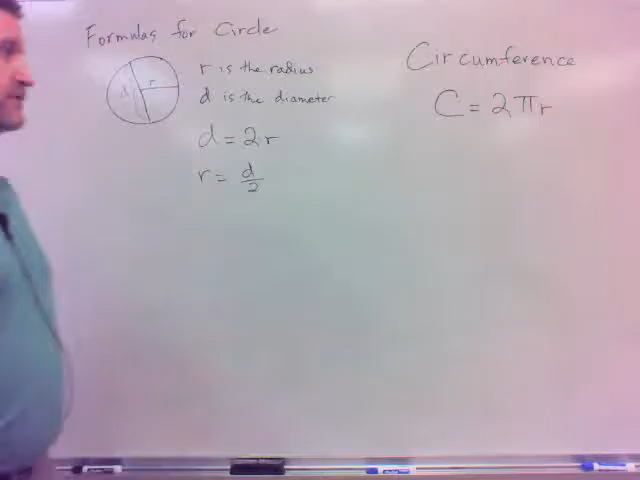 Formulas for Circle
r
d
r is the radius
d is the diameter
d = 2r
r = d/2
Circumference
C = 2πr